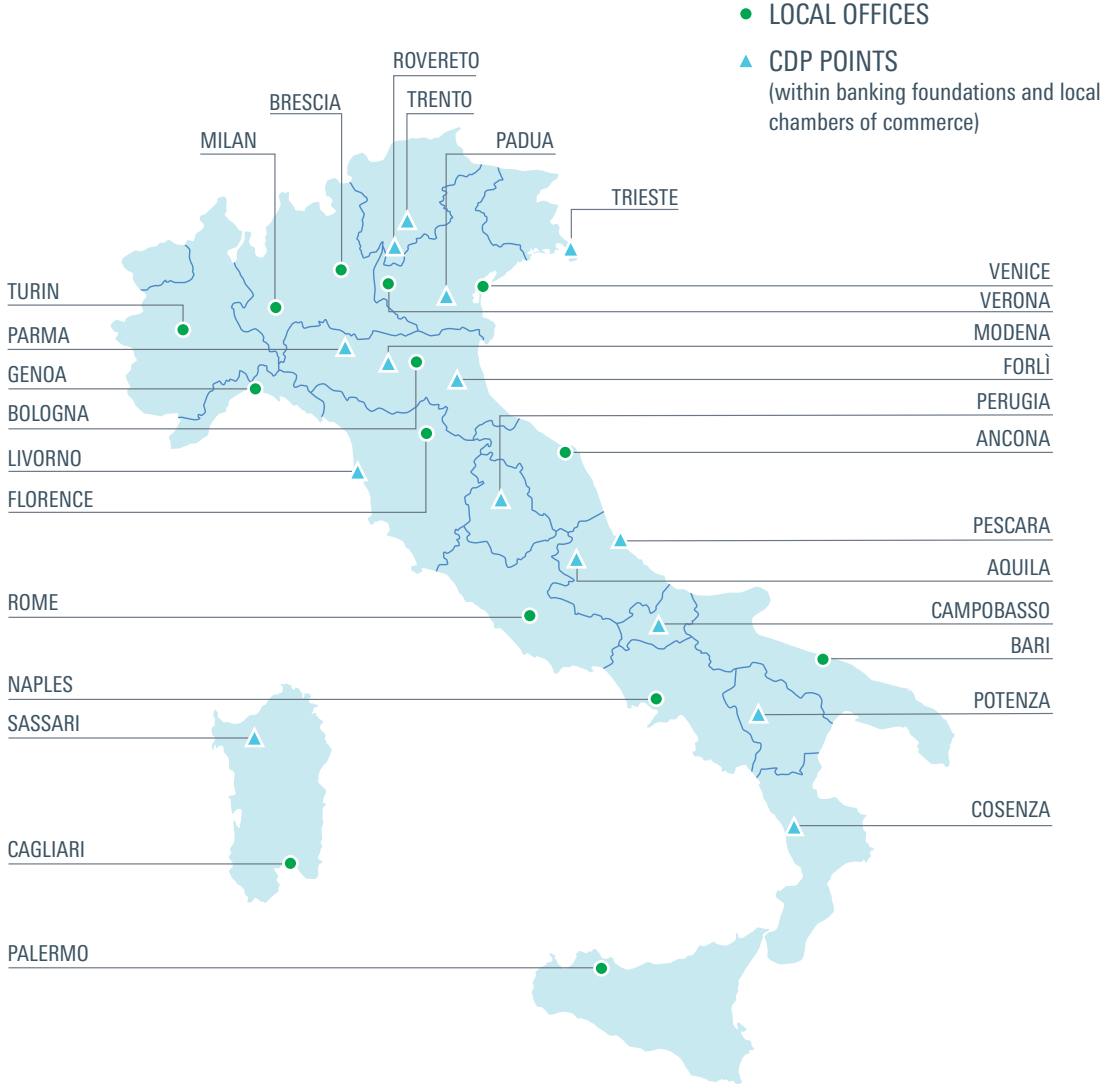 LOCAL OFFICES
CDP POINTS
(within banking foundations and local
chambers of commerce)
ROVERETO
BRESCIA
TRENTO
MILAN
PADUA
TRIESTE
VENICE
TURIN
VERONA
PARMA
MODENA
GENOA
FORLÌ
BOLOGNA
PERUGIA
LIVORNO
ANCONA
FLORENCE
PESCARA
AQUILA
ROME
CAMPOBASSO
BARI
NAPLES
POTENZA
SASSARI
COSENZA
CAGLIARI
PALERMO